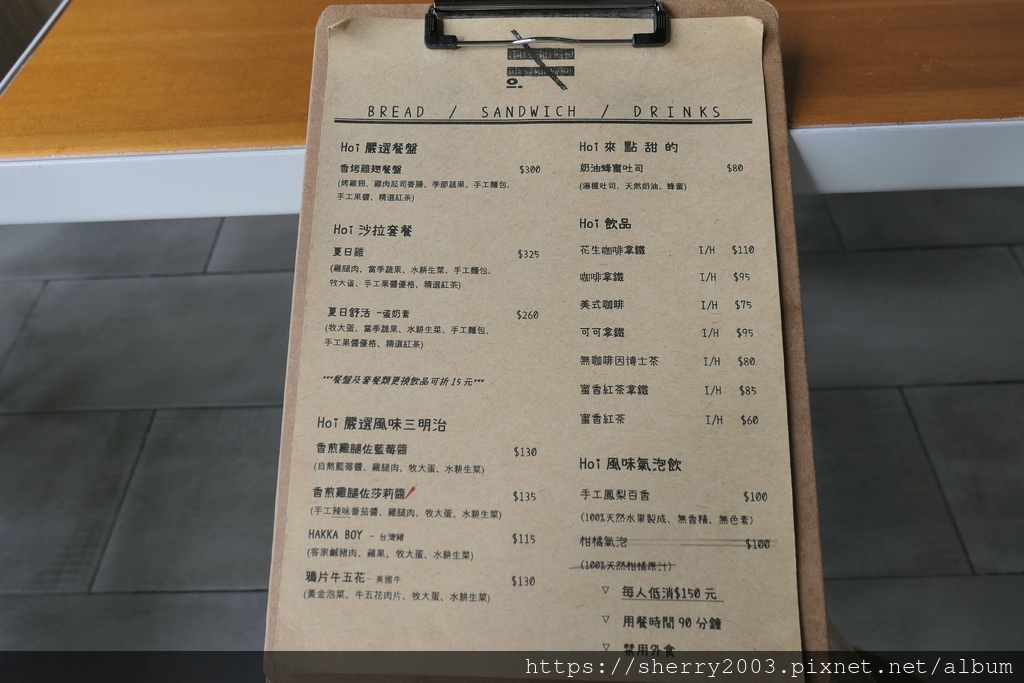 oi
BREAD / SANDWICH / DRINKS
Hoi 嚴選餐盤
香烤雞翅餐盤 $300
(烤雞翅、雞肉起司香腸、季節蔬果、手工麵包、
手工果醬、精選紅茶)
Hoi 沙拉套餐
夏日雞 $325
(雞腿肉、當季蔬果、水耕生菜、手工麵包、
牧大蛋、手工果醬優格、精選紅茶)
夏日舒活 -蛋奶素 $260
(牧大蛋、當季蔬果、水耕生菜、手工麵包、
手工果醬優格、精選紅茶)
***餐盤及套餐類更換飲品可折 15 元***
Hoi 嚴選風味三明治
香煎雞腿佐藍莓醬 $130
(自熬藍莓醬、雞腿肉、牧大蛋、水耕生菜)
香煎雞腿佐莎莉醬 $135
(手工辣味番茄醬、雞腿肉、牧大蛋、水耕生菜)
HAKKA BOY - 台灣豬 $115
(客家鹹豬肉、蘋果、牧大蛋、水耕生菜)
鴉片牛五花 - 美國牛 $130
(黃金泡菜、牛五花肉片、牧大蛋、水耕生菜)
Hoi 來點甜的
奶油蜂蜜吐司 $80
(湯種吐司、天然奶油、蜂蜜)
Hoi 飲品
花生咖啡拿鐵 I/H $110
咖啡拿鐵 I/H $95
美式咖啡 I/H $75
可可拿鐵 I/H $95
無咖啡因博士茶 I/H $80
蜜香紅茶拿鐵 I/H $85
蜜香紅茶 I/H $60
Hoi 風味氣泡飲
手工鳳梨百香 $100
(100%天然水果製成、無香精、無色素)
柑橘氣泡 $100
(100%天然柑橘原汁)
▽ 每人低消$150 元
▽ 用餐時間 90 分鐘
▽ 禁用外食
https://sherry2003.pixnet.net/album